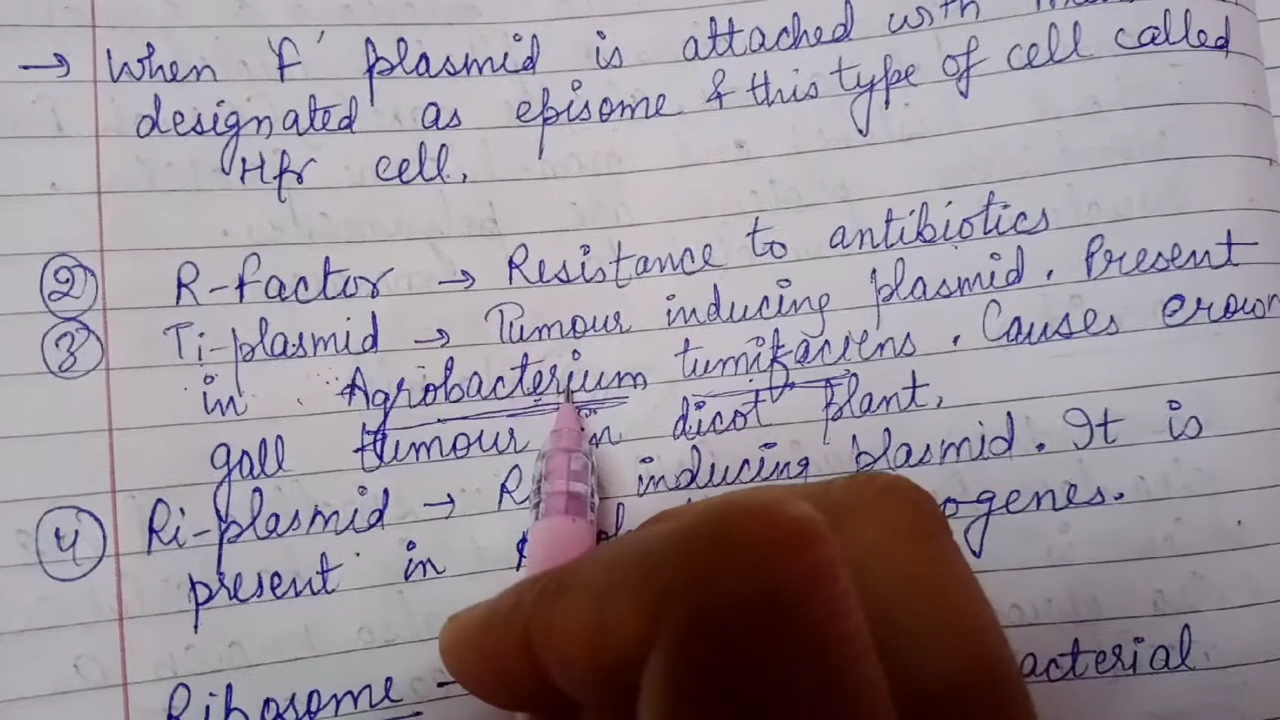 → When 'F' plasmid is attached with
designated as episome & this type of cell called
Hfr cell.
② R-factor → Resistance to antibiotics
③ Ti-plasmid → Tumour inducing plasmid. Present
in Agrobacterium tumifaciens. Causes crown
gall tumour in dicot plant.
④ Ri-plasmid → inducing plasmid. It is
present in
Ribosome - acterial